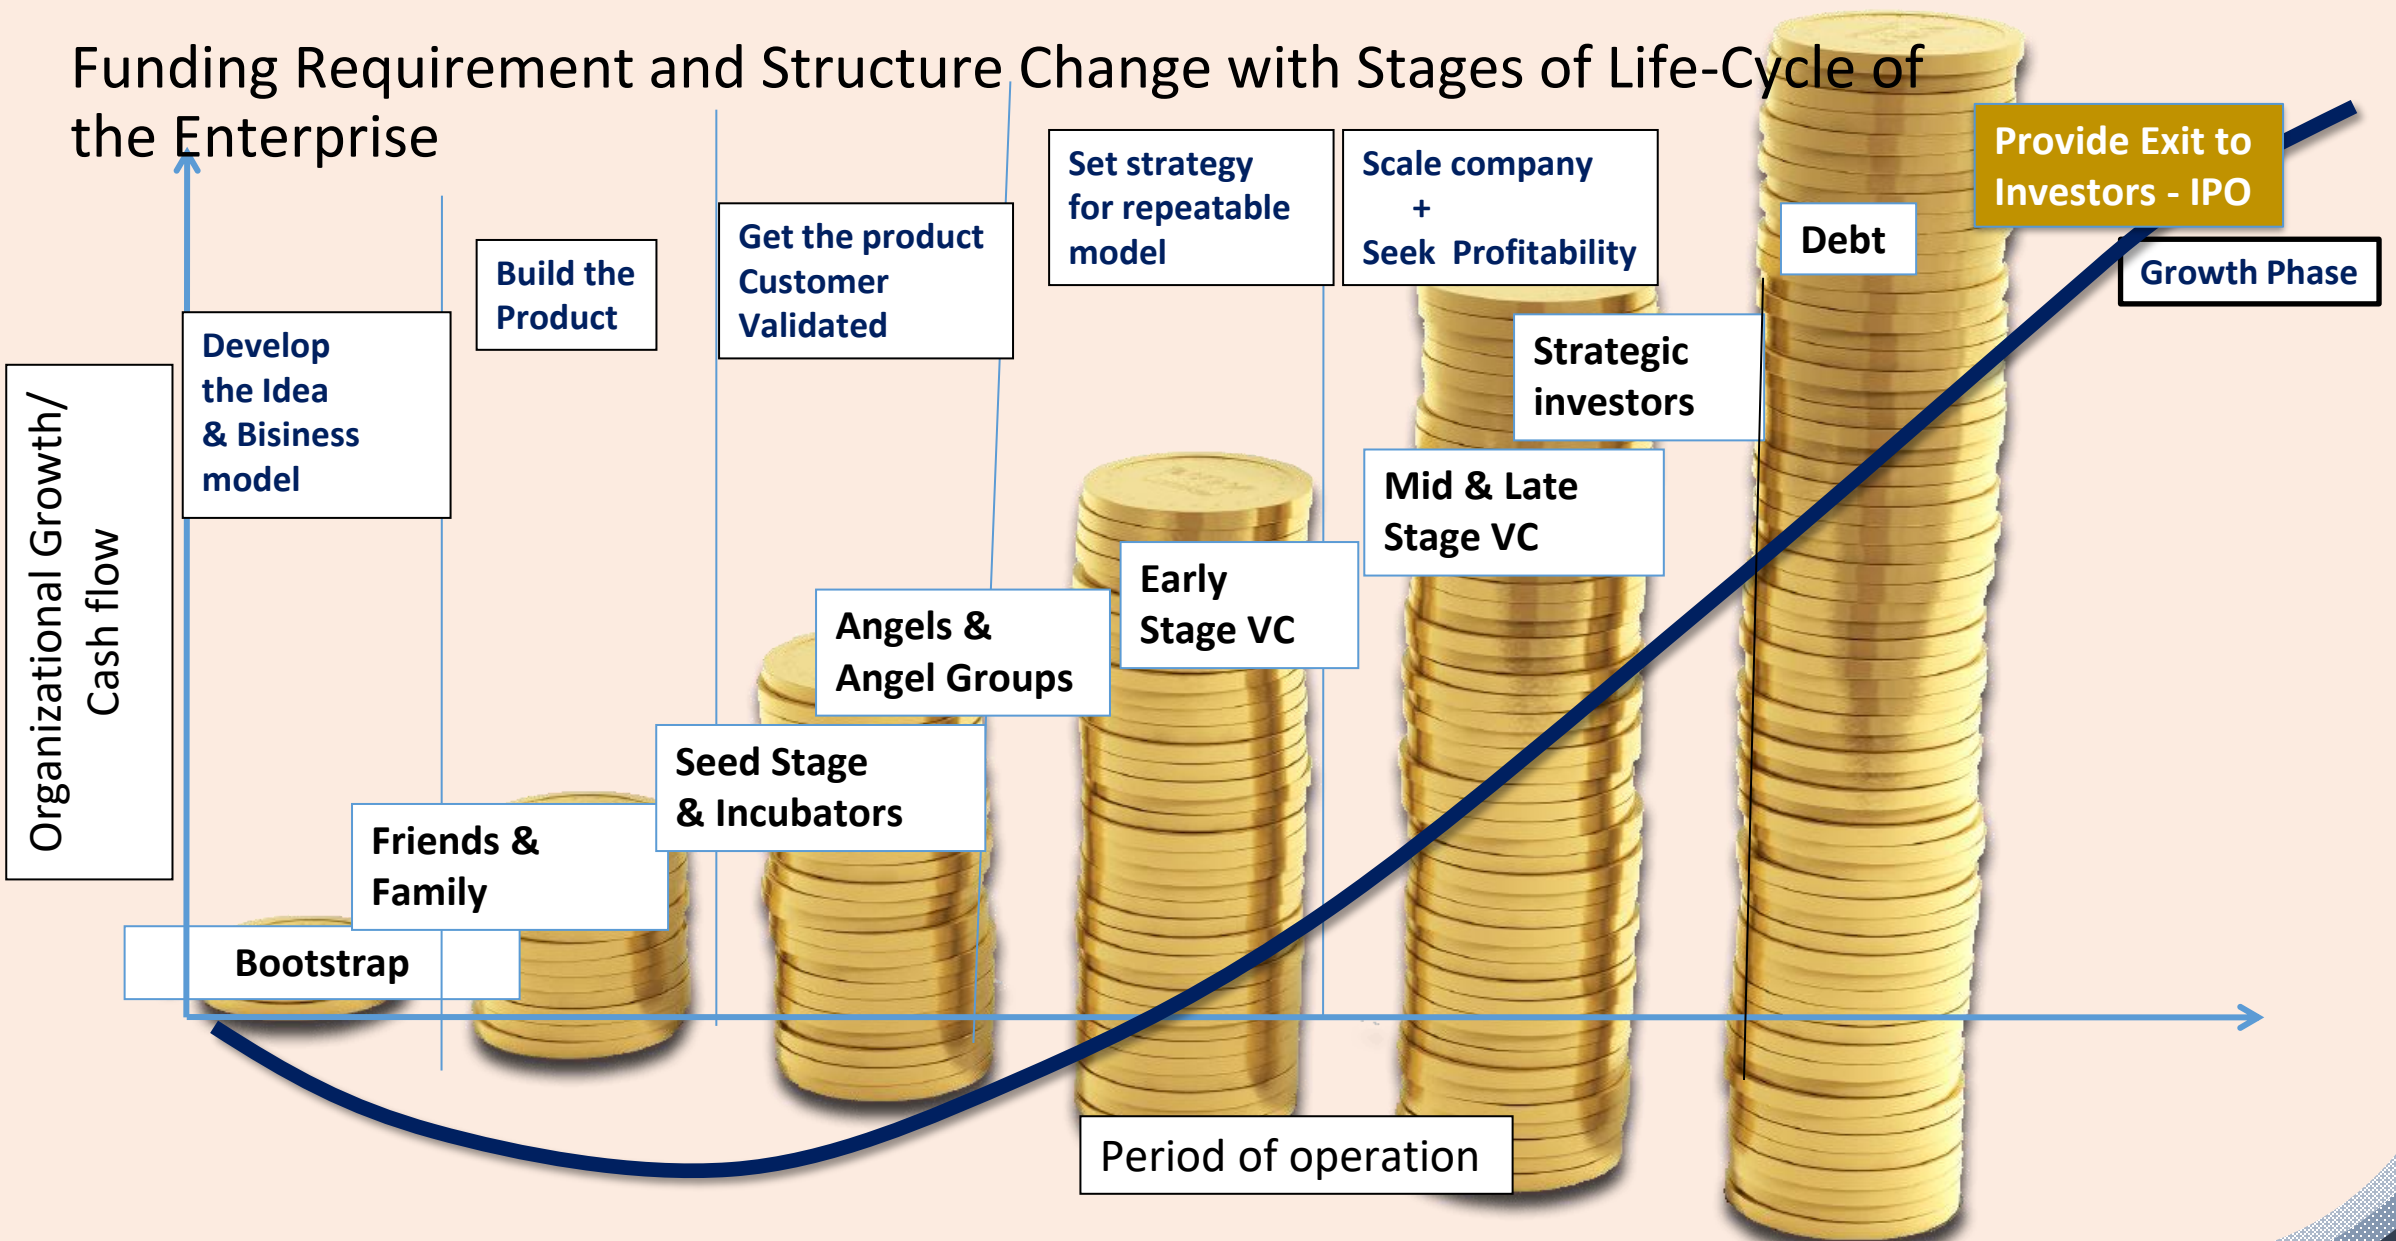 Funding Requirement and Structure Change with Stages of Life-Cycle of
the Enterprise
Organizational Growth/
Cash flow
Develop
the Idea
& Bisiness
model
Build the
Product
Get the product
Customer
Validated
Set strategy
for repeatable
model
Scale company
+
Seek Profitability
Debt
Provide Exit to
Investors - IPO
Growth Phase
Strategic
investors
Mid & Late
Stage VC
Early
Stage VC
Angels &
Angel Groups
Seed Stage
& Incubators
Friends &
Family
Bootstrap
Period of operation